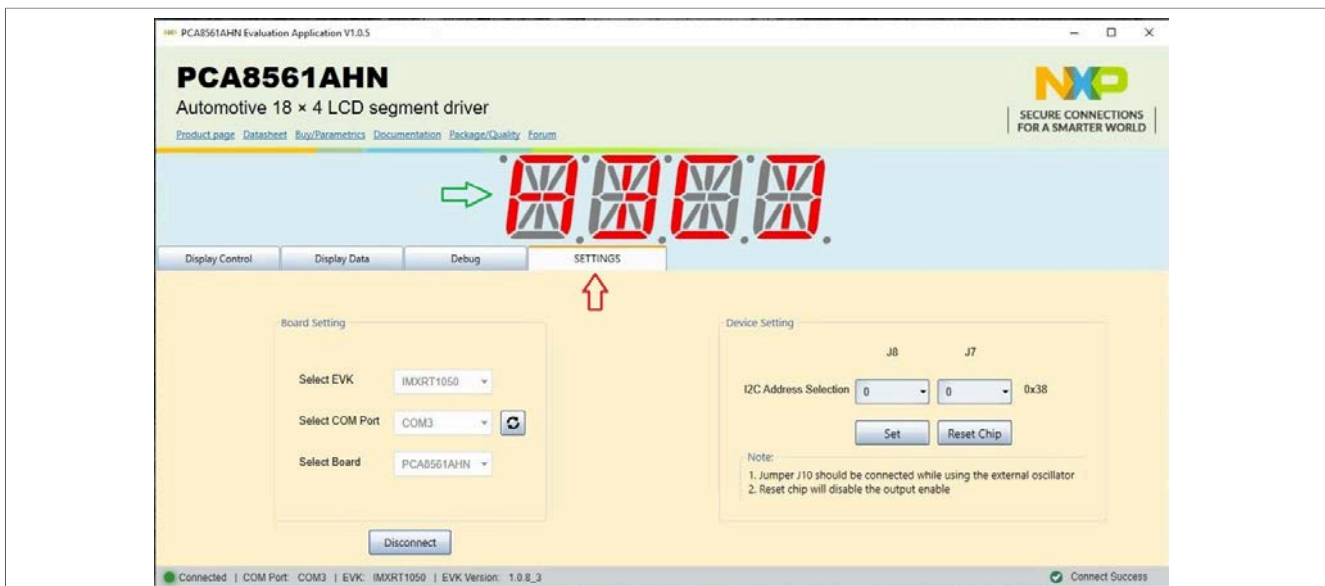 PCA8561AHN Evaluation Application V1.0.5
PCA8561AHN
Automotive 18 × 4 LCD segment driver
Product page Datasheet Buy/Parametrics Documentation Package/Quality Forum
NXP
SECURE CONNECTIONS
FOR A SMARTER WORLD
Display Control Display Data Debug SETTINGS
Board Setting
Select EVK IMXRT1050
Select COM Port COM3
Select Board PCA8561AHN
Disconnect
Device Setting
J8 J7
I2C Address Selection 0 0 0x38
Set Reset Chip
Note:
1. Jumper J10 should be connected while using the external oscillator
2. Reset chip will disable the output enable
Connected | COM Port: COM3 | EVK: IMXRT1050 | EVK Version: 1.0.8_3 Connect Success